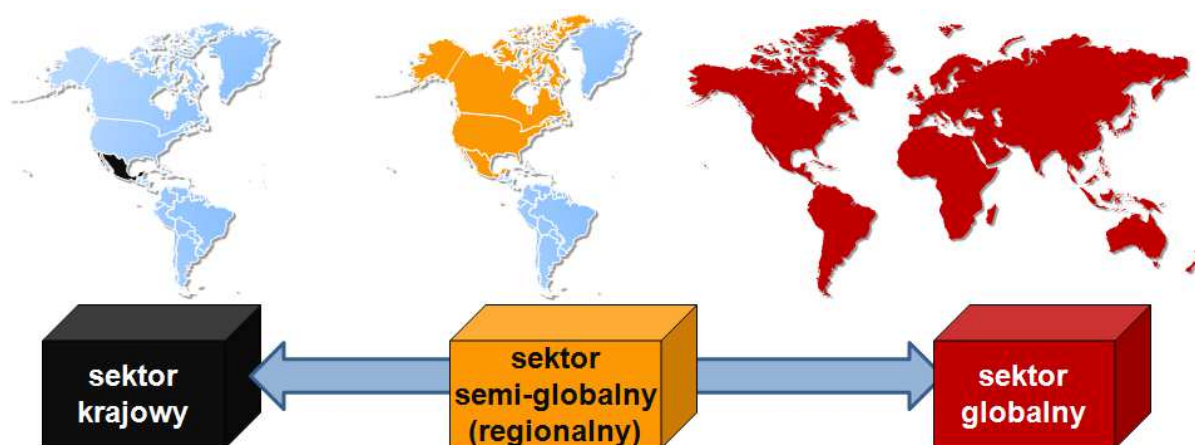 sektor
krajowy
sektor
semi-globalny
(regionalny)
sektor
globalny